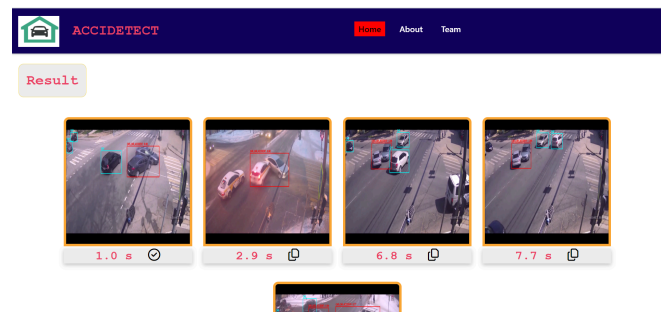 ACCIDETECT
Home About Team
Result
1.0 s
2.9 s
6.8 s
7.7 s